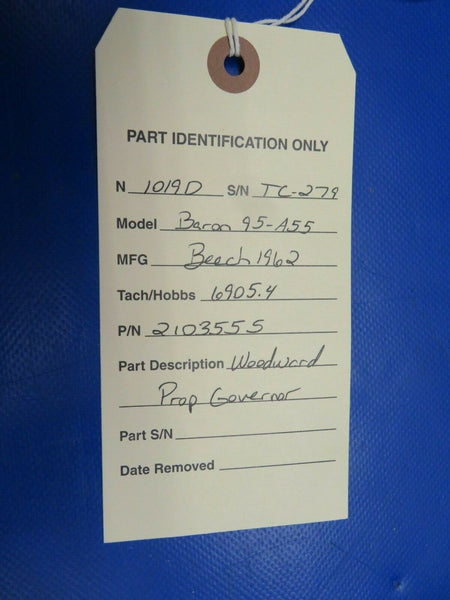 PART IDENTIFICATION ONLY
N 1019D S/N TC-279
Model Baron 95-A55
MFG Beech 1962
Tach/Hobbs 6905.4
P/N 210355S
Part Description Woodward
Prop Governor
Part S/N
Date Removed